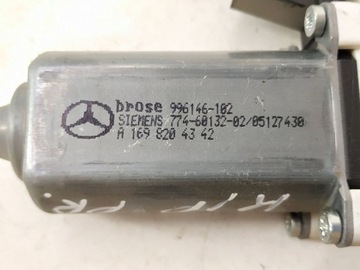 brose 996146-102
SIEMENS 774-60132-02/05127430
A 169 820 43 42